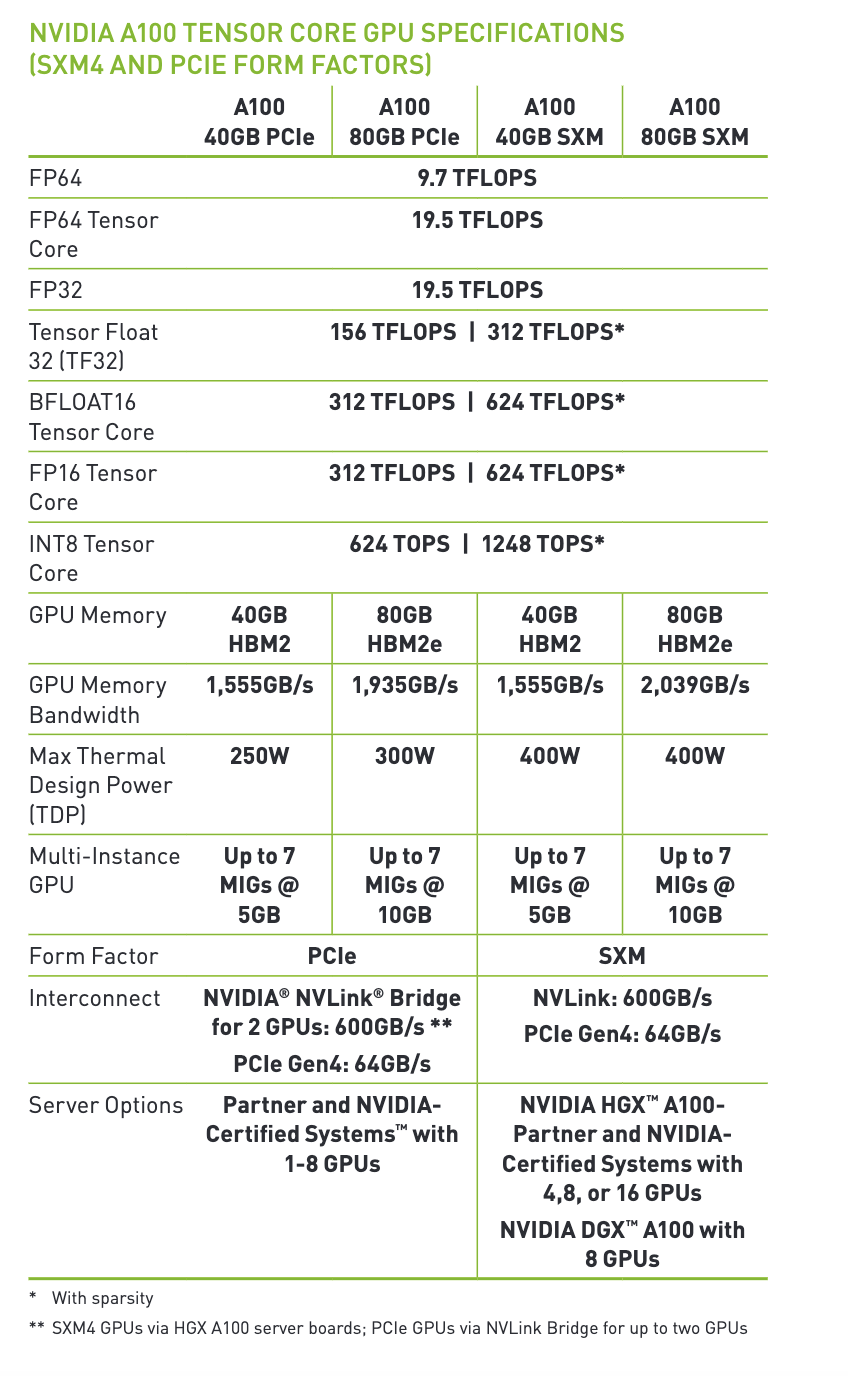 NVIDIA A100 TENSOR CORE GPU SPECIFICATIONS
(SXM4 AND PCIE FORM FACTORS)
A100 40GB PCIe A100 80GB PCIe A100 40GB SXM A100 80GB SXM
FP64 9.7 TFLOPS
FP64 Tensor Core 19.5 TFLOPS
FP32 19.5 TFLOPS
Tensor Float 32 (TF32) 156 TFLOPS | 312 TFLOPS*
BFLOAT16 Tensor Core 312 TFLOPS | 624 TFLOPS*
FP16 Tensor Core 312 TFLOPS | 624 TFLOPS*
INT8 Tensor Core 624 TOPS | 1248 TOPS*
GPU Memory 40GB HBM2 80GB HBM2e 40GB HBM2 80GB HBM2e
GPU Memory Bandwidth 1,555GB/s 1,935GB/s 1,555GB/s 2,039GB/s
Max Thermal Design Power (TDP) 250W 300W 400W 400W
Multi-Instance GPU Up to 7 MIGs @ 5GB Up to 7 MIGs @ 10GB Up to 7 MIGs @ 5GB Up to 7 MIGs @ 10GB
Form Factor PCIe SXM
Interconnect NVIDIA® NVLink® Bridge for 2 GPUs: 600GB/s ** PCIe Gen4: 64GB/s NVLink: 600GB/s PCIe Gen4: 64GB/s
Server Options Partner and NVIDIA-Certified Systems™ with 1-8 GPUs NVIDIA HGX™ A100-Partner and NVIDIA-Certified Systems with 4,8, or 16 GPUs NVIDIA DGX™ A100 with 8 GPUs
* With sparsity
** SXM4 GPUs via HGX A100 server boards; PCIe GPUs via NVLink Bridge for up to two GPUs